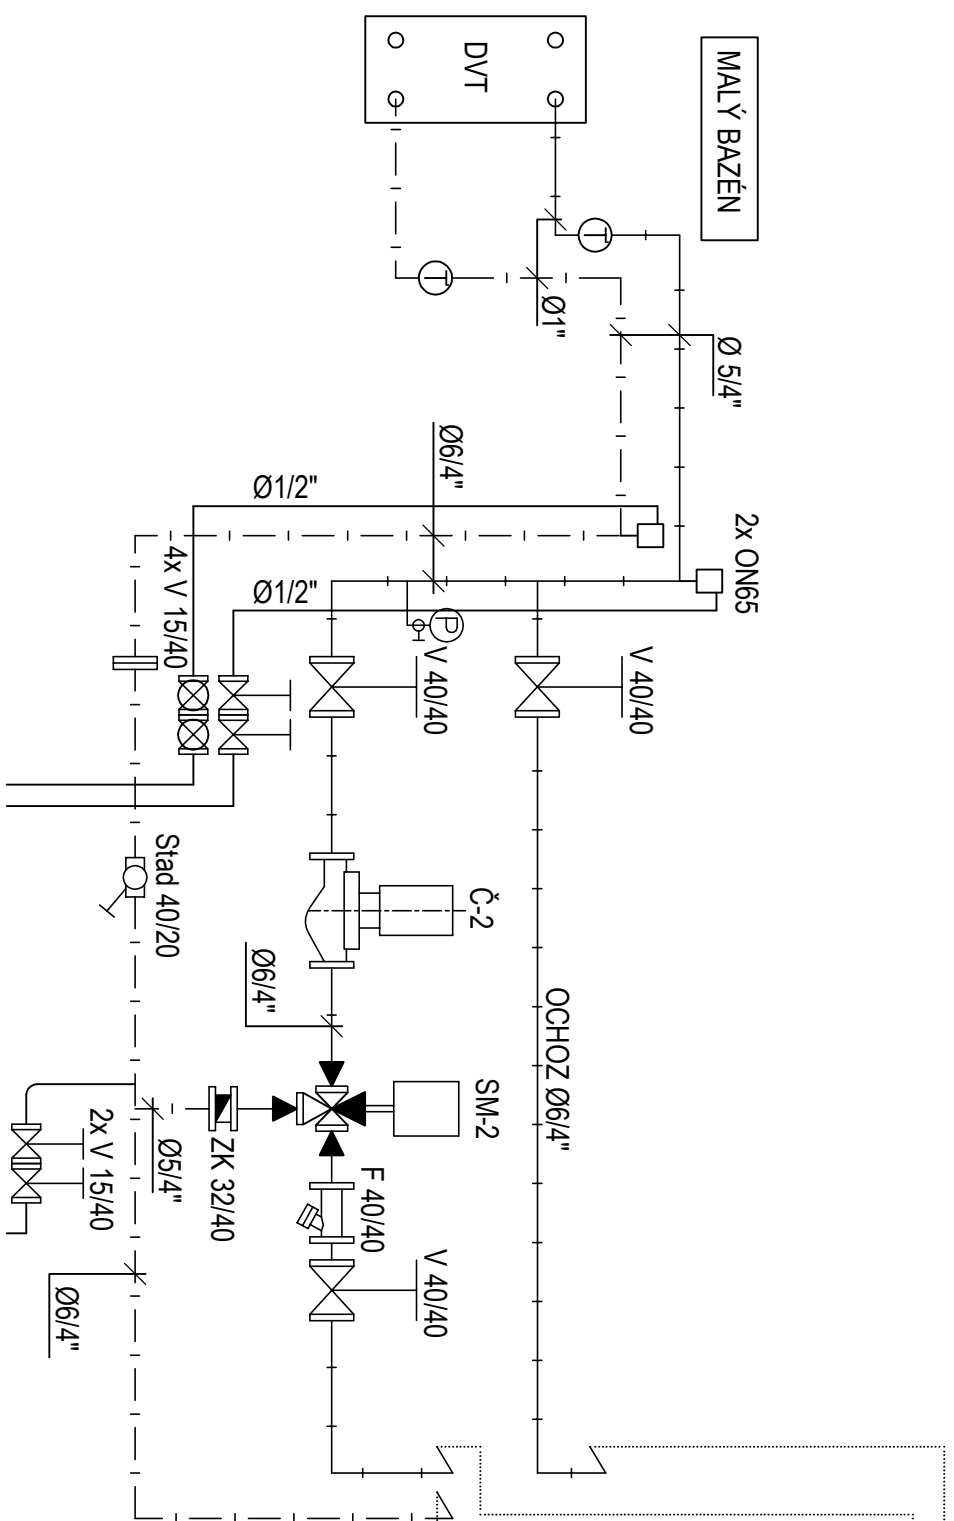 MALÝ BAZÉN
DVT
T
T
Ø1"
Ø 5/4"
Ø6/4"
Ø1/2"
2x ON65
4x V 15/40
Ø1/2"
P
V 40/40
V 40/40
Stad 40/20
Č-2
Ø6/4"
OCHOZ Ø6/4"
SM-2
2x V 15/40
Ø5/4"
ZK 32/40
F 40/40
V 40/40
Ø6/4"